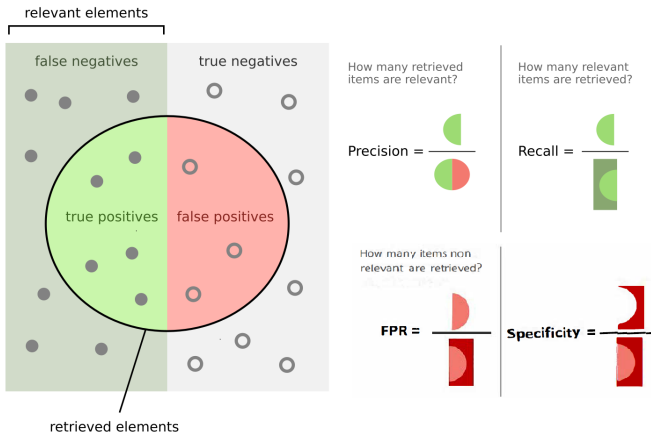 relevant elements
false negatives
true negatives
true positives
false positives
retrieved elements
How many retrieved
items are relevant?
Precision =
How many relevant
items are retrieved?
Recall =
How many items non
relevant are retrieved?
FPR =
Specificity =